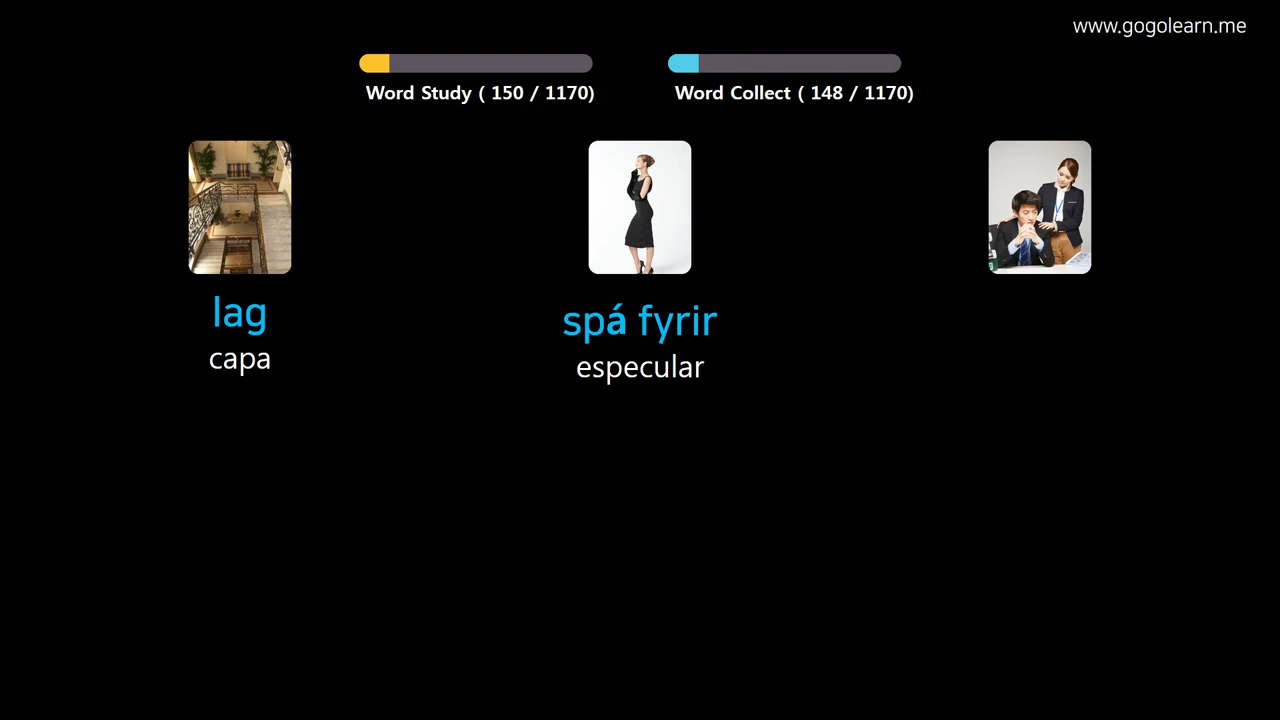 www.gogolearn.me
Word Study ( 150 / 1170)
Word Collect ( 148 / 1170)
lag
capa
spá fyrir
especular